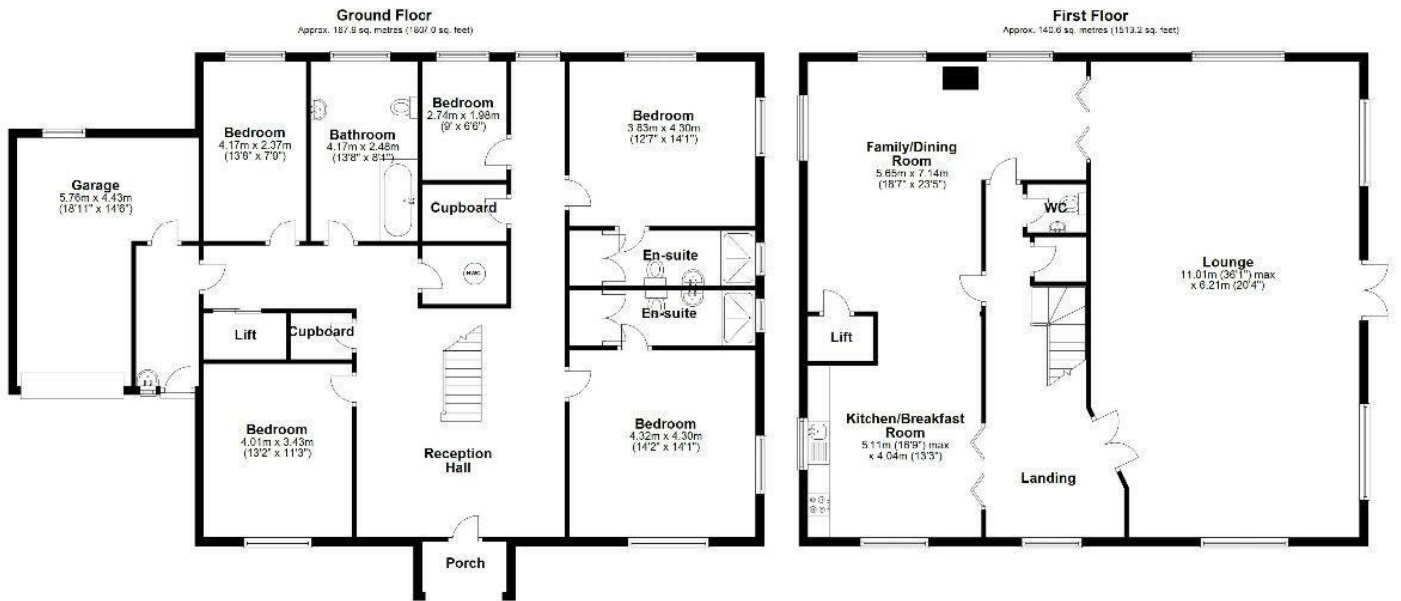 Ground Floor
Approx. 167.9 sq. metres (1807.0 sq. feet)
Bedroom
4.17m x 2.37m
(13'8" x 7'9")
Bathroom
4.17m x 2.48m
(13'8" x 8'1")
Bedroom
2.74m x 1.98m
(9' x 6'6")
Bedroom
3.83m x 4.30m
(12'7" x 14'1")
Garage
5.76m x 4.43m
(18'11" x 14'6")
Cupboard
En-suite
HWC
En-suite
Lift
Cupboard
Bedroom
4.01m x 3.43m
(13'2" x 11'3")
Reception
Hall
Bedroom
4.32m x 4.30m
(14'2" x 14'1")
Porch
First Floor
Approx. 140.6 sq. metres (1513.2 sq. feet)
Family/Dining
Room
5.65m x 7.14m
(18'7" x 23'5")
WC
Lounge
11.01m (36'1") max
x 6.21m (20'4")
Lift
Kitchen/Breakfast
Room
5.11m (16'9") max
x 4.04m (13'3")
Landing